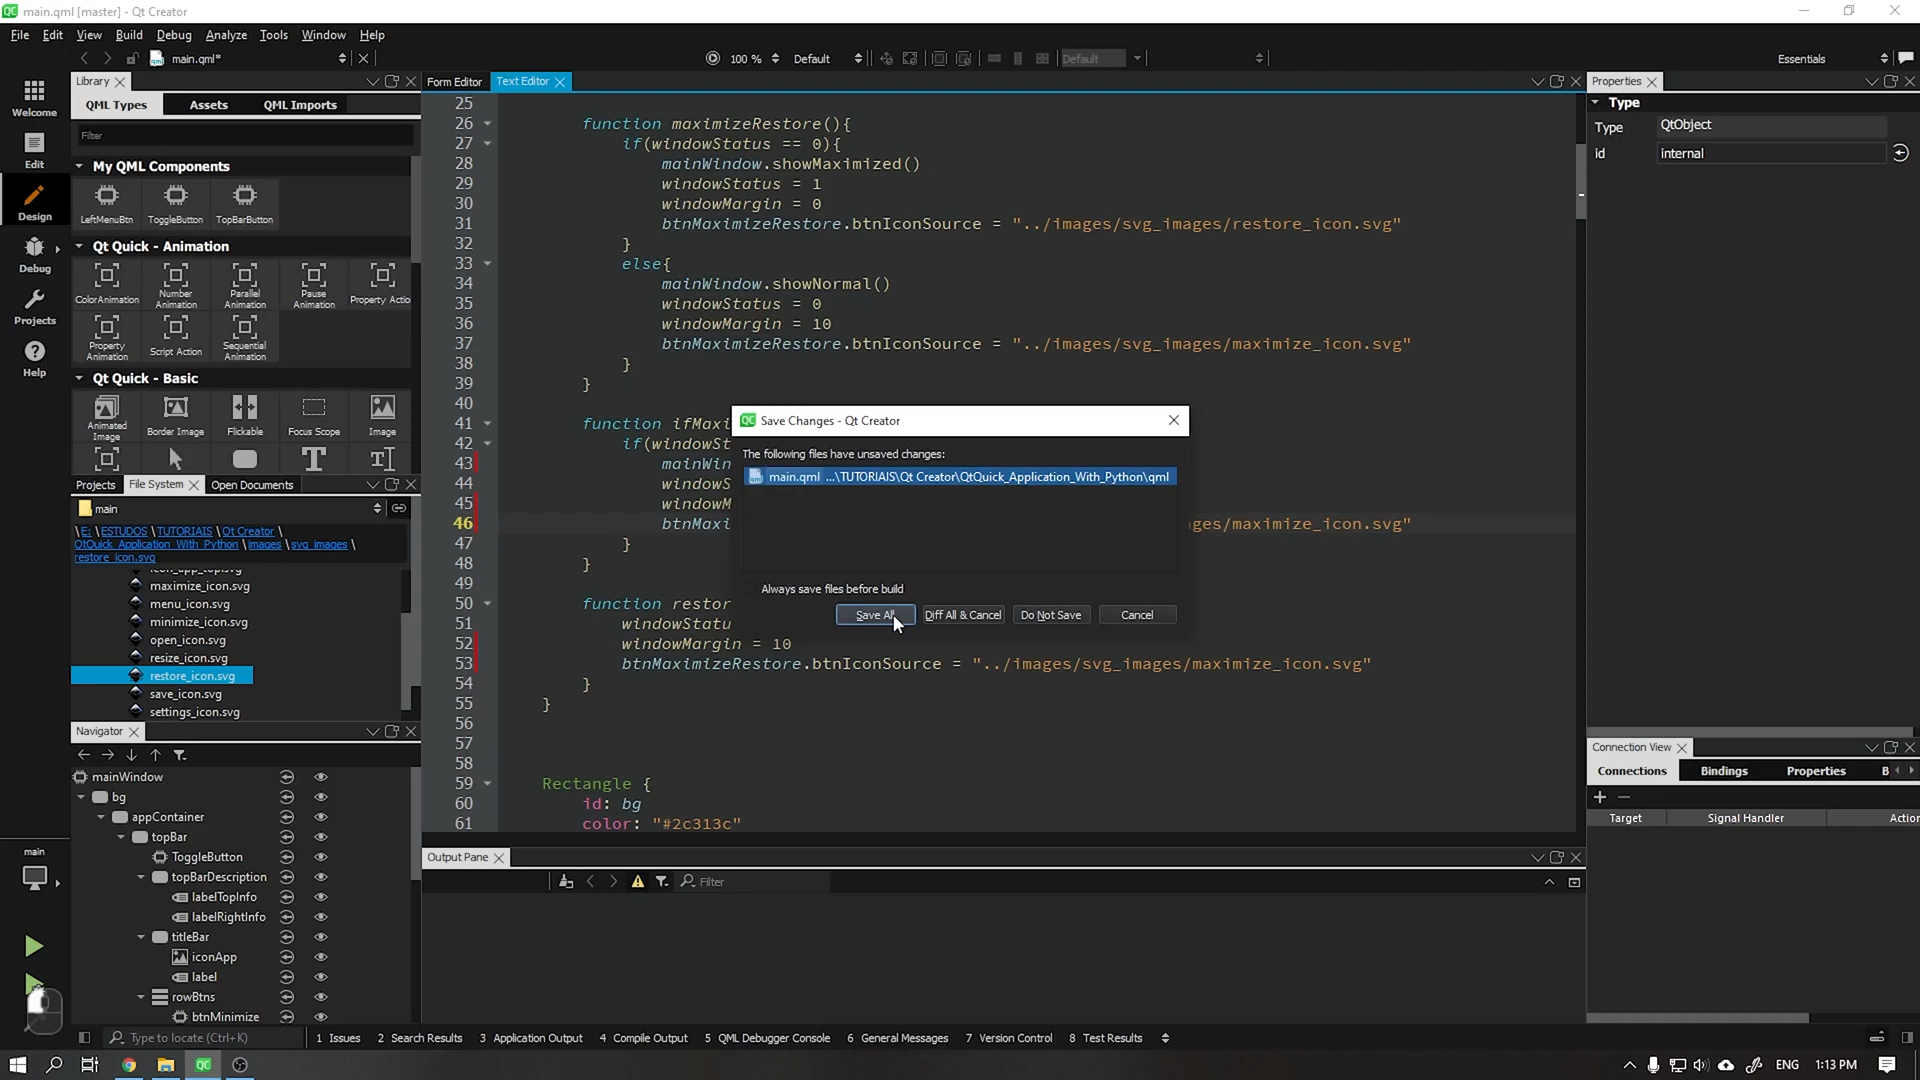 main.qml [master] - Qt Creator
File Edit View Build Debug Analyze Tools Window Help
main.qml*
100 %
Default
Default
Essentials
Library
QML Types Assets QML Imports
Filter
My QML Components
LeftMenuBtn ToggleButton TopBarButton
Qt Quick - Animation
ColorAnimation Number Animation Parallel Animation Pause Animation Property Actio
Property Animation Script Action Sequential Animation
Qt Quick - Basic
Animated Image Border Image Flickable Focus Scope Image
Welcome
Edit
Design
Debug
Projects
Help
Projects File System Open Documents
main
\ E: \ESTUDOS \TUTORIAIS \Qt Creator \
QtQuick_Application_With_Python \images \svg_images \
restore_icon.svg
maximize_icon.svg
menu_icon.svg
minimize_icon.svg
open_icon.svg
resize_icon.svg
restore_icon.svg
save_icon.svg
settings_icon.svg
Navigator
mainWindow
bg
appContainer
topBar
ToggleButton
topBarDescription
labelTopInfo
labelRightInfo
titleBar
iconApp
label
rowBtns
btnMinimize
main
Form Editor Text Editor
25
26 function maximizeRestore(){
27 if(windowStatus == 0){
28 mainWindow.showMaximized()
29 windowStatus = 1
30 windowMargin = 0
31 btnMaximizeRestore.btnIconSource = "../images/svg_images/restore_icon.svg"
32 }
33 else{
34 mainWindow.showNormal()
35 windowStatus = 0
36 windowMargin = 10
37 btnMaximizeRestore.btnIconSource = "../images/svg_images/maximize_icon.svg"
38 }
39 }
40
41 function ifMaxi
42 if(windowSt
43 mainWin
44 windowS
45 windowM
46 btnMaxi ges/maximize_icon.svg"
47 }
48 }
49
50 function restor
51 windowStatu
52 windowMargin = 10
53 btnMaximizeRestore.btnIconSource = "../images/svg_images/maximize_icon.svg"
54 }
55 }
56
57
58
59 Rectangle {
60 id: bg
61 color: "#2c313c"
Save Changes - Qt Creator
The following files have unsaved changes:
main.qml ...\TUTORIAIS\Qt Creator\QtQuick_Application_With_Python\qml
Always save files before build
Save All Diff All & Cancel Do Not Save Cancel
Output Pane
Filter
Properties
Type
Type QtObject
id internal
Connection View
Connections Bindings Properties B
Target Signal Handler Action
Type to locate (Ctrl+K) 1 Issues 2 Search Results 3 Application Output 4 Compile Output 5 QML Debugger Console 6 General Messages 7 Version Control 8 Test Results
ENG 1:13 PM